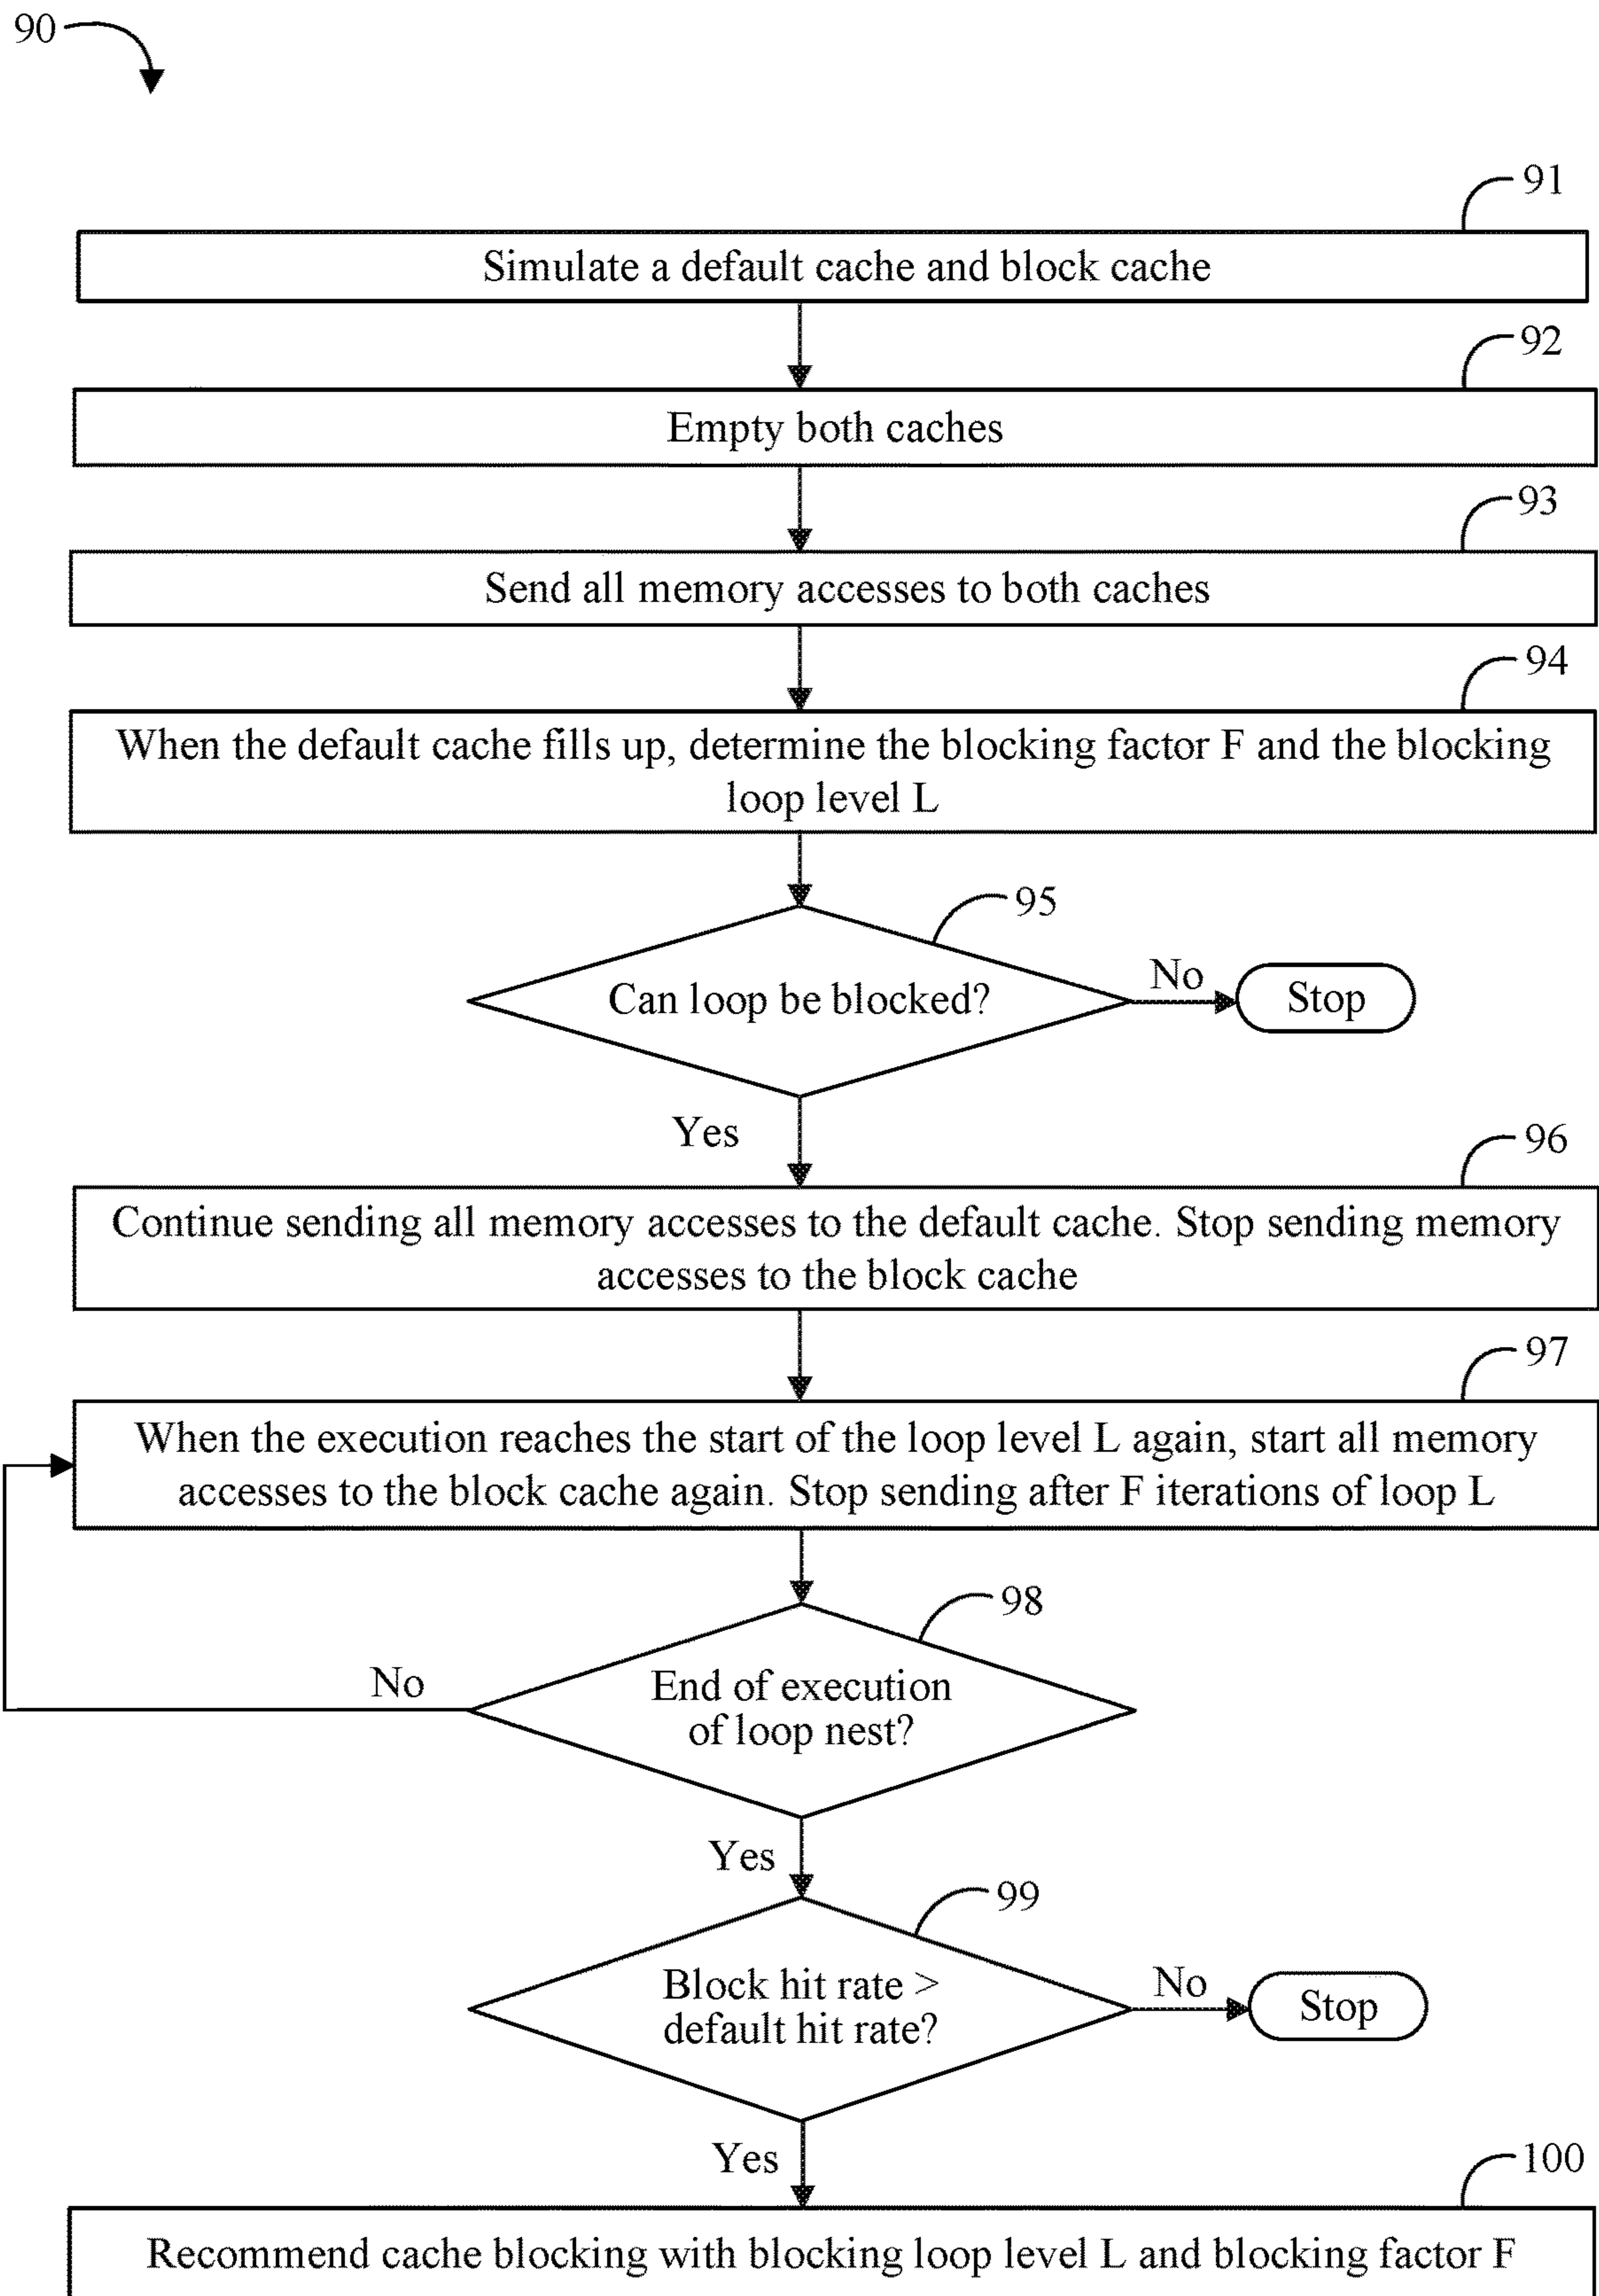 90
91
Simulate a default cache and block cache
92
Empty both caches
93
Send all memory accesses to both caches
94
When the default cache fills up, determine the blocking factor F and the blocking
loop level L
95
Can loop be blocked?
No
Stop
Yes
96
Continue sending all memory accesses to the default cache. Stop sending memory
accesses to the block cache
97
When the execution reaches the start of the loop level L again, start all memory
accesses to the block cache again. Stop sending after F iterations of loop L
98
End of execution
of loop nest?
No
Yes
99
Block hit rate >
default hit rate?
No
Stop
Yes
100
Recommend cache blocking with blocking loop level L and blocking factor F